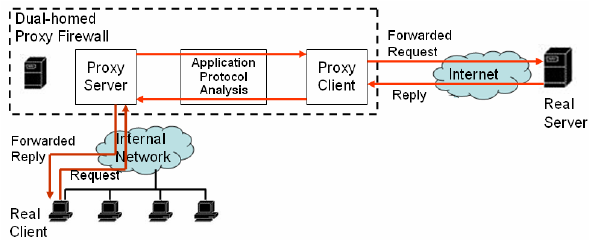 Dual-homed
Proxy Firewall
Proxy
Server
Application
Protocol
Analysis
Proxy
Client
Forwarded
Request
Internet
Reply
Real
Server
Forwarded
Reply
Internal
Network
Request
Real
Client